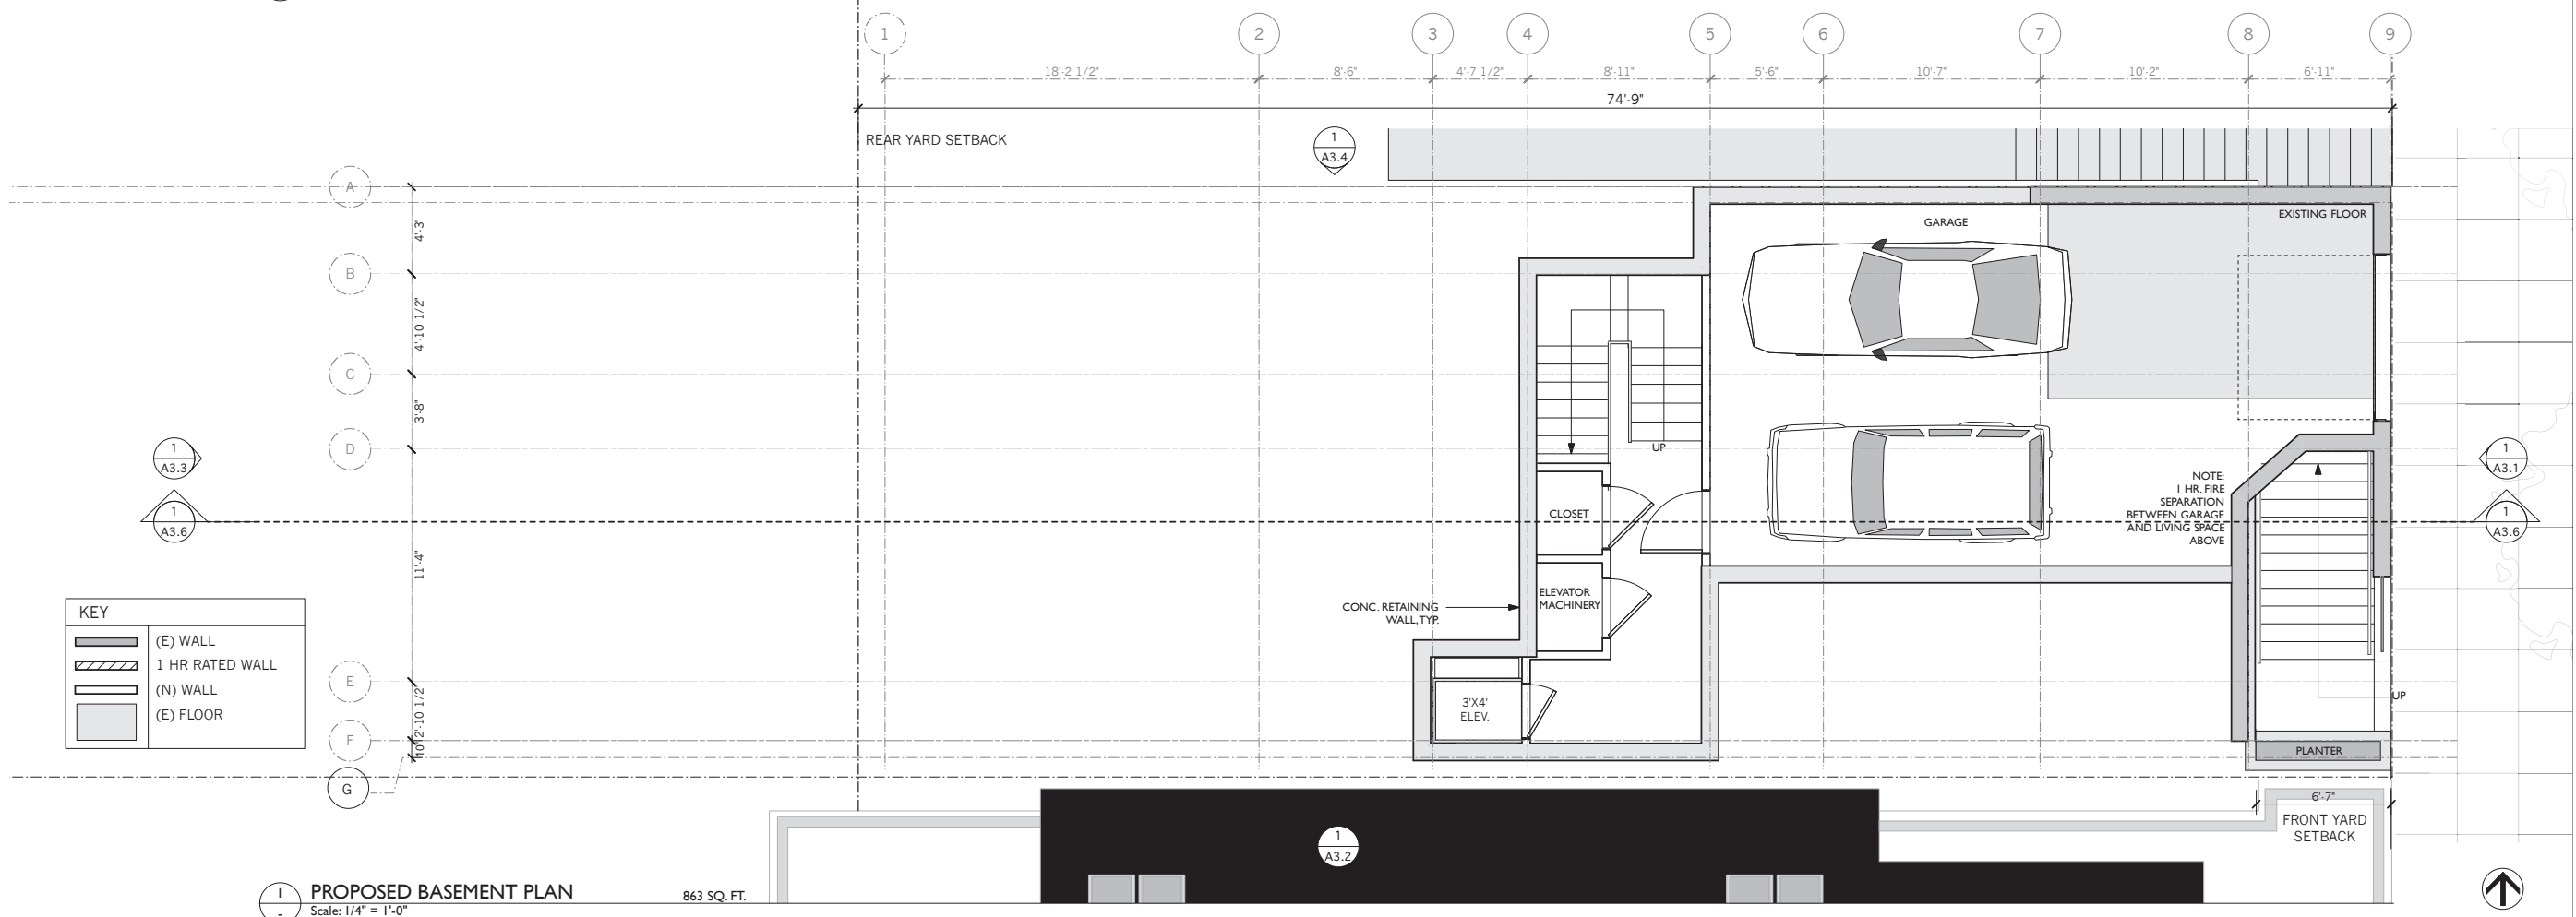 1 2 3 4 5 6 7 8 9
18'-2 1/2" 8'-6" 4'-7 1/2" 8'-11" 5'-6" 10'-7" 10'-2" 6'-11"
74'-9"
REAR YARD SETBACK
1
A3.4
A
4'-3"
B
4'-10 1/2"
C
3'-8"
D
11'-4"
E
2'-10 1/2"
F
10"
G
GARAGE
EXISTING FLOOR
UP
CLOSET
ELEVATOR
MACHINERY
CONC. RETAINING
WALL, TYP.
3'X4'
ELEV.
NOTE:
1 HR. FIRE
SEPARATION
BETWEEN GARAGE
AND LIVING SPACE
ABOVE
UP
PLANTER
1
A3.3
1
A3.6
1
A3.1
1
A3.6
KEY
(E) WALL
1 HR RATED WALL
(N) WALL
(E) FLOOR
6'-7"
FRONT YARD
SETBACK
1
A3.2
1
-
PROPOSED BASEMENT PLAN 863 SQ. FT.
Scale: 1/4" = 1'-0"